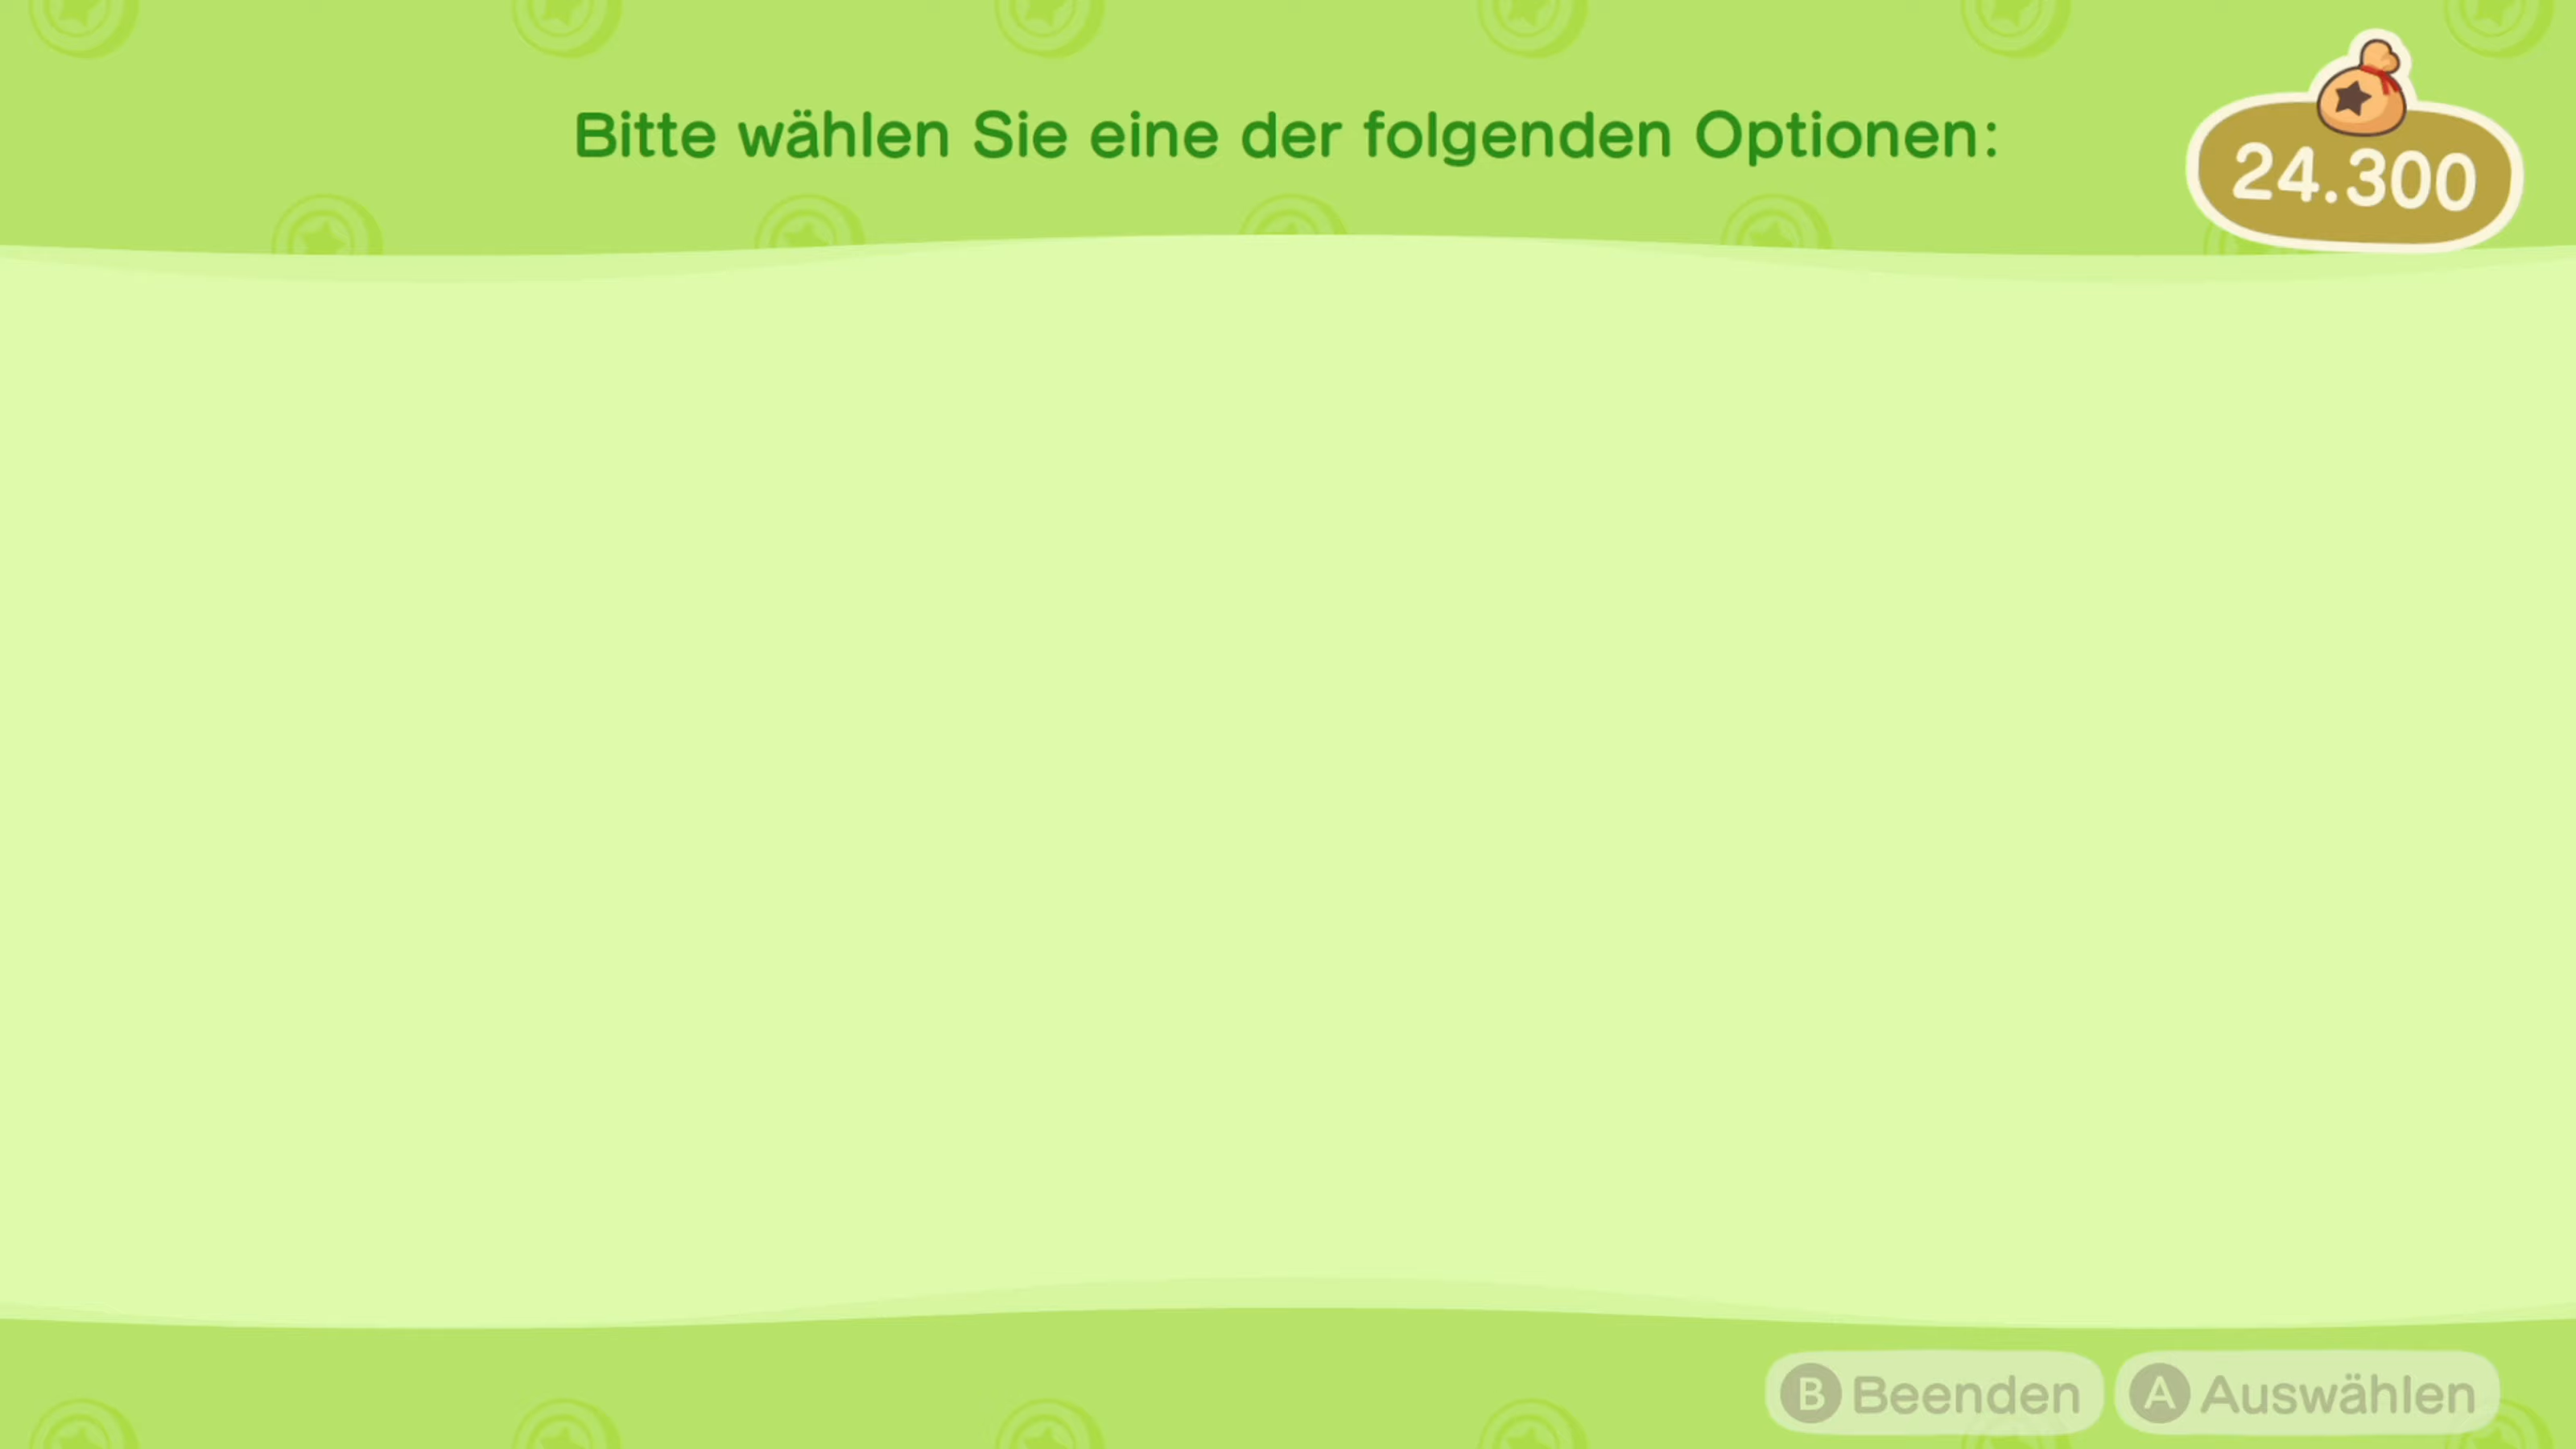 Bitte wählen Sie eine der folgenden Optionen:
24.300
B Beenden A Auswählen